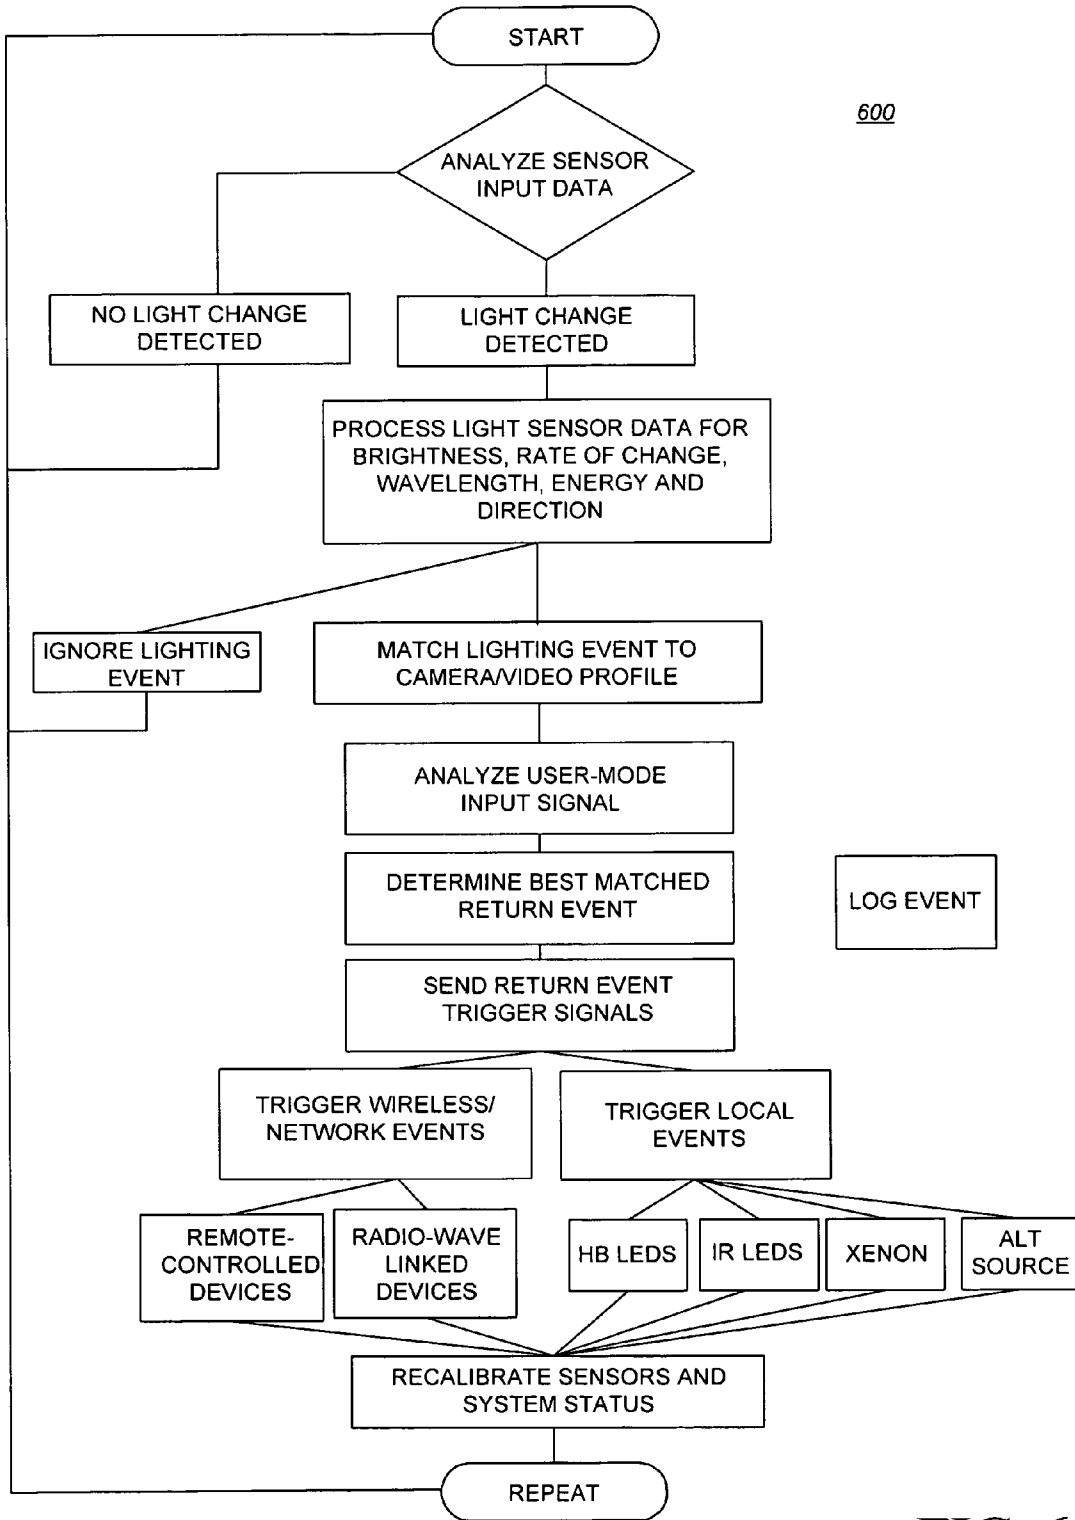 START
600
ANALYZE SENSOR
INPUT DATA
NO LIGHT CHANGE
DETECTED
LIGHT CHANGE
DETECTED
PROCESS LIGHT SENSOR DATA FOR
BRIGHTNESS, RATE OF CHANGE,
WAVELENGTH, ENERGY AND
DIRECTION
IGNORE LIGHTING
EVENT
MATCH LIGHTING EVENT TO
CAMERA/VIDEO PROFILE
ANALYZE USER-MODE
INPUT SIGNAL
DETERMINE BEST MATCHED
RETURN EVENT
LOG EVENT
SEND RETURN EVENT
TRIGGER SIGNALS
TRIGGER WIRELESS/
NETWORK EVENTS
TRIGGER LOCAL
EVENTS
REMOTE-
CONTROLLED
DEVICES
RADIO-WAVE
LINKED
DEVICES
HB LEDS
IR LEDS
XENON
ALT
SOURCE
RECALIBRATE SENSORS AND
SYSTEM STATUS
REPEAT